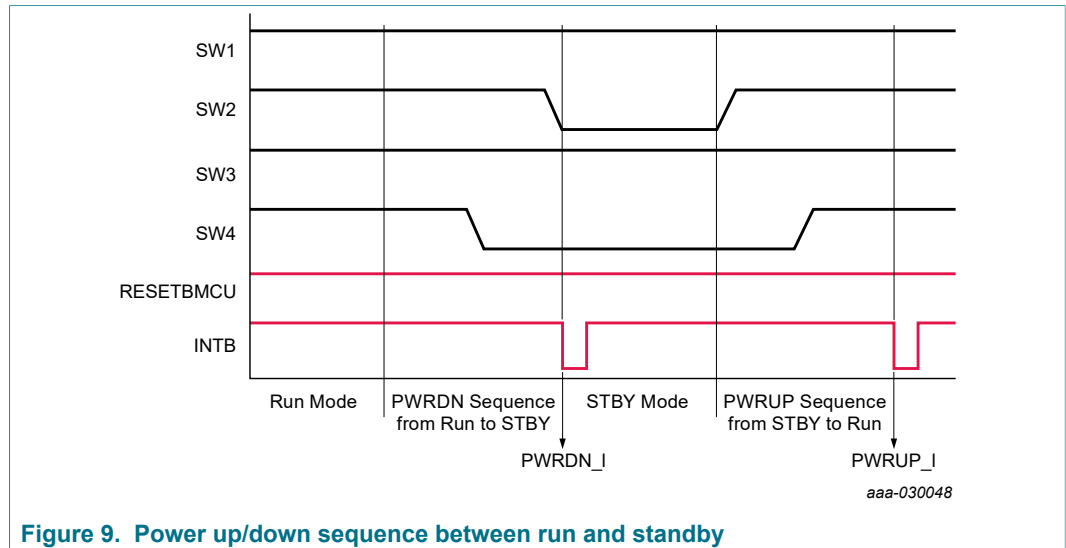 SW1
SW2
SW3
SW4
RESETBMCU
INTB
Run Mode
PWRDN Sequence
from Run to STBY
STBY Mode
PWRUP Sequence
from STBY to Run
PWRDN_I
PWRUP_I
aaa-030048
Figure 9. Power up/down sequence between run and standby